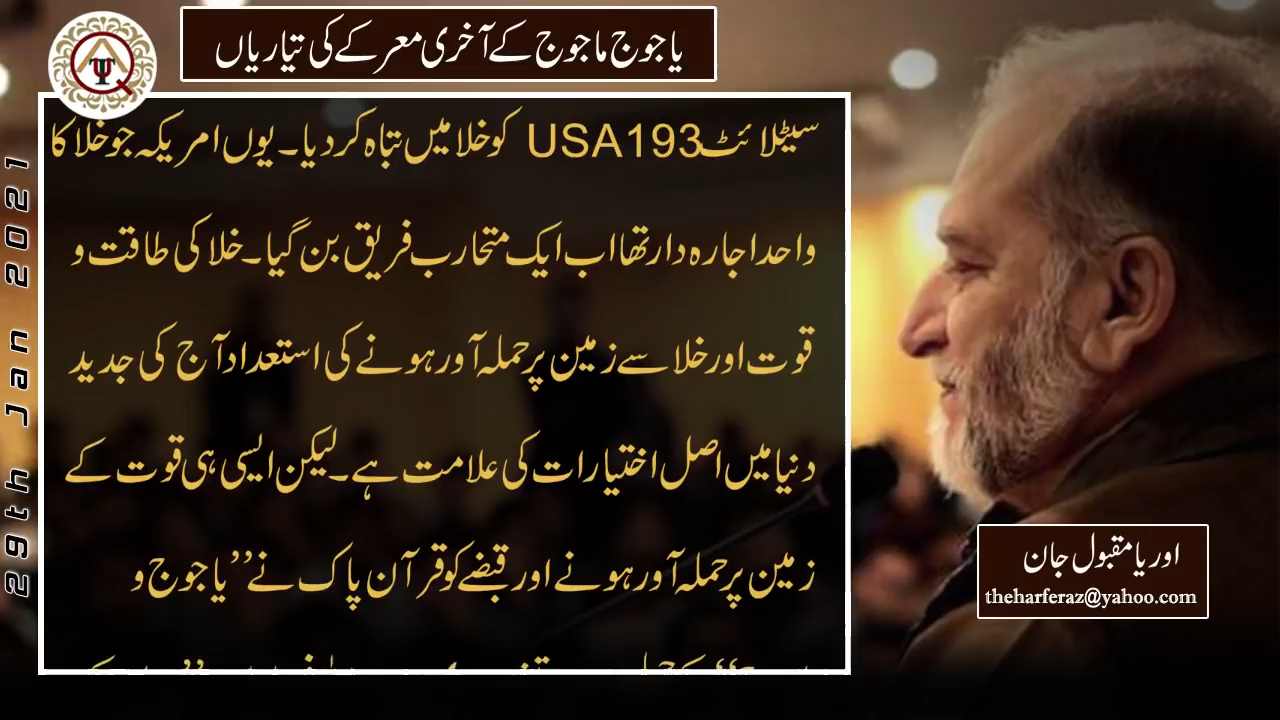 یاجوج ماجوج کے آخری معرکے کی تیاریاں
سیٹلائٹ USA193 کو خلا میں تباہ کر دیا۔ یوں امریکہ جو خلا کا
واحد اجارہ دار تھا اب ایک متحارب فریق بن گیا۔ خلا کی طاقت و
قوت اور خلا سے زمین پر حملہ آور ہونے کی استعداد آج کی جدید
دنیا میں اصل اختیارات کی علامت ہے۔ لیکن ایسی ہی قوت کے
زمین پر حملہ آور ہونے اور قبضے کو قرآن پاک نے ’’یاجوج و
29th Jan 2021
اوریا مقبول جان
theharferaz@yahoo.com